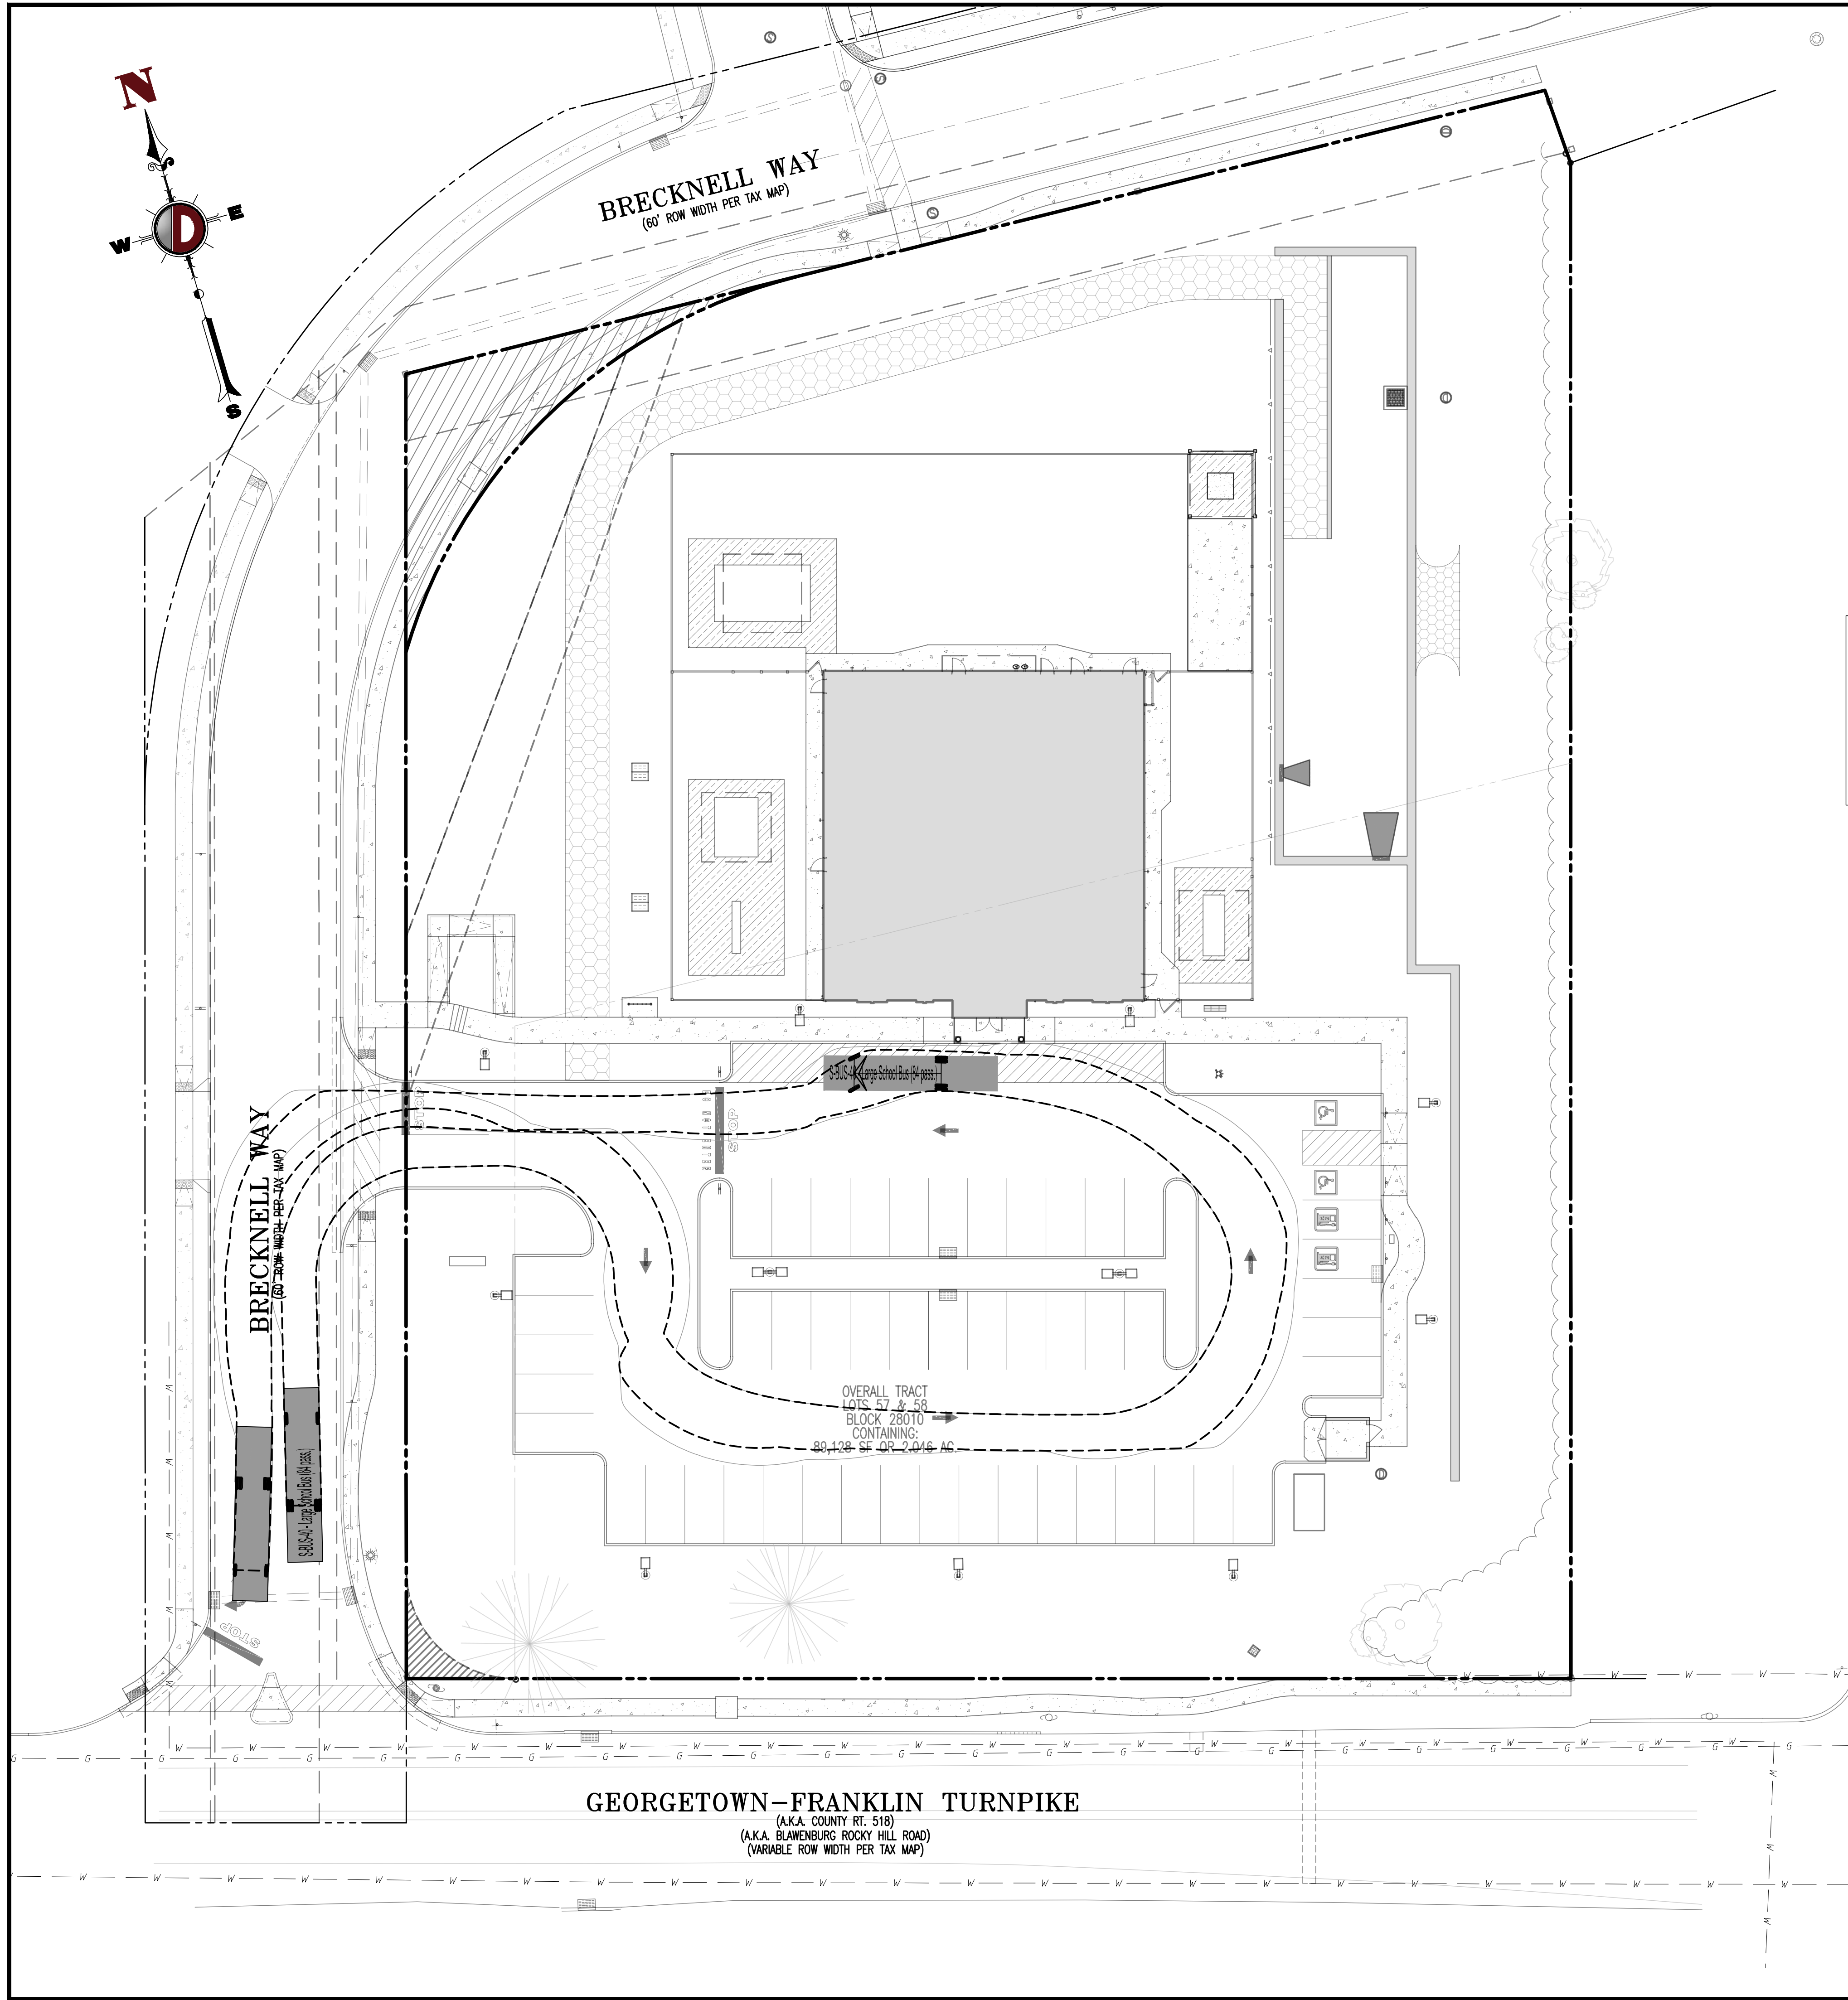 N
W
E
D
S
BRECKNELL WAY
(60' ROW WIDTH PER TAX MAP)
S-BUS-40 - Large School Bus (84 pass.)
STOP
STOP
BRECKNELL WAY
(60' ROW WIDTH PER TAX MAP)
OVERALL TRACT
LOTS 57 & 58
BLOCK 28010
CONTAINING:
89,128 SF OR 2.046 AC.
S-BUS-40 - Large School Bus (84 pass.)
STOP
GEORGETOWN-FRANKLIN TURNPIKE
(A.K.A. COUNTY RT. 518)
(A.K.A. BLAWENBURG ROCKY HILL ROAD)
(VARIABLE ROW WIDTH PER TAX MAP)